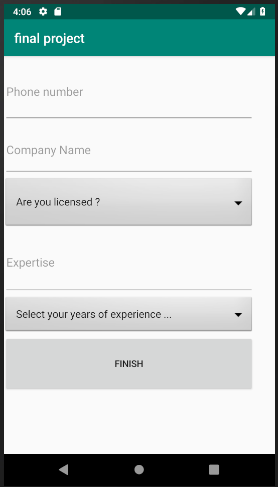 4:06
final project
Phone number
Company Name
Are you licensed ?
Expertise
Select your years of experience ...
FINISH